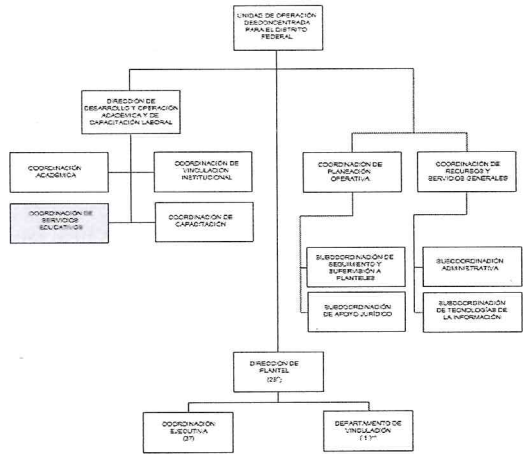 UNIDAD DE OPERACIÓN
DESCONCENTRADA
PARA EL DISTRITO
FEDERAL
DIRECCIÓN DE
DESARROLLO Y OPERACIÓN
ACADÉMICA Y DE
CAPACITACIÓN LABORAL
COORDINACIÓN
ACADÉMICA
COORDINACIÓN DE
VINCULACIÓN
INSTITUCIONAL
COORDINACIÓN DE
PLANEACIÓN
OPERATIVA
COORDINACIÓN DE
RECURSOS Y
SERVICIOS GENERALES
COORDINACIÓN DE
SERVICIOS
EDUCATIVOS
COORDINACIÓN DE
CAPACITACIÓN
SUBCOORDINACIÓN DE
SEGUIMIENTO Y
SUPERVISIÓN A
PLANTELES
SUBCOORDINACIÓN
ADMINISTRATIVA
SUBCOORDINACIÓN
DE APOYO JURÍDICO
SUBCOORDINACIÓN
DE TECNOLOGÍAS DE
LA INFORMACIÓN
DIRECCIÓN DE
PLANTEL
COORDINACIÓN
EJECUTIVA
(27)
DEPARTAMENTO DE
VINCULACIÓN